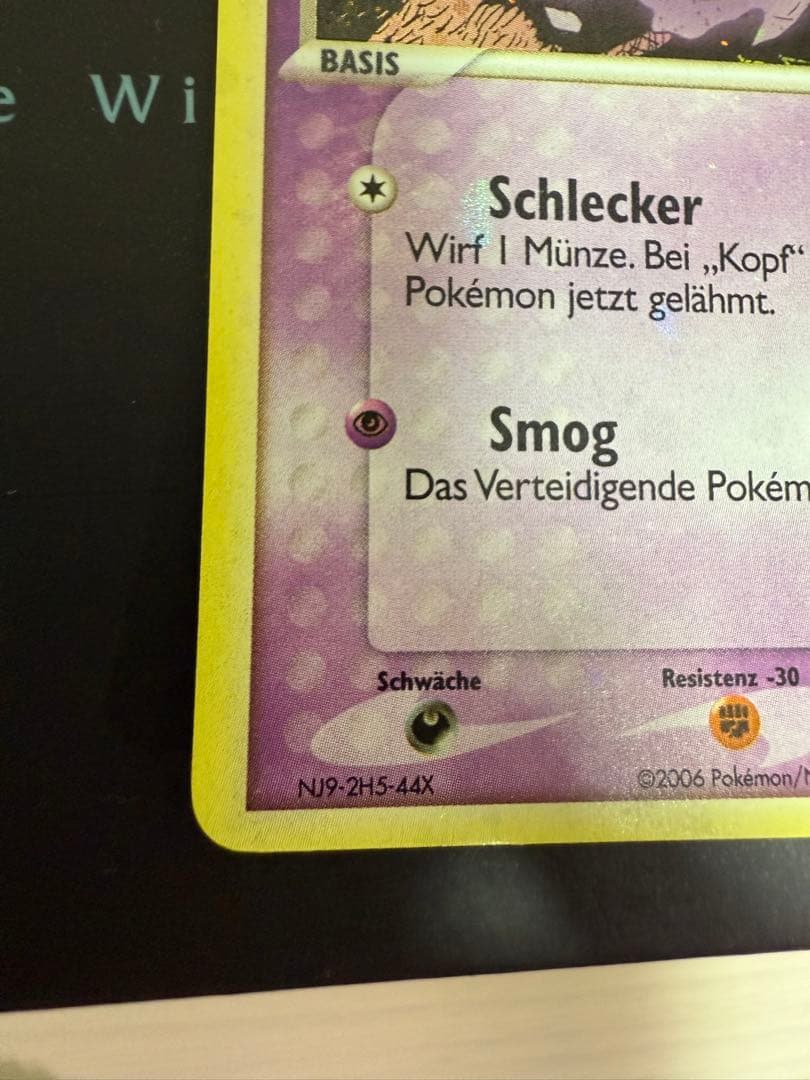 e Wi
BASIS
Schlecker
Wirf 1 Münze. Bei „Kopf“
Pokémon jetzt gelähmt.
Smog
Das Verteidigende Pokém
Schwäche
Resistenz -30
NJ9-2H5-44X
©2006 Pokémon/N